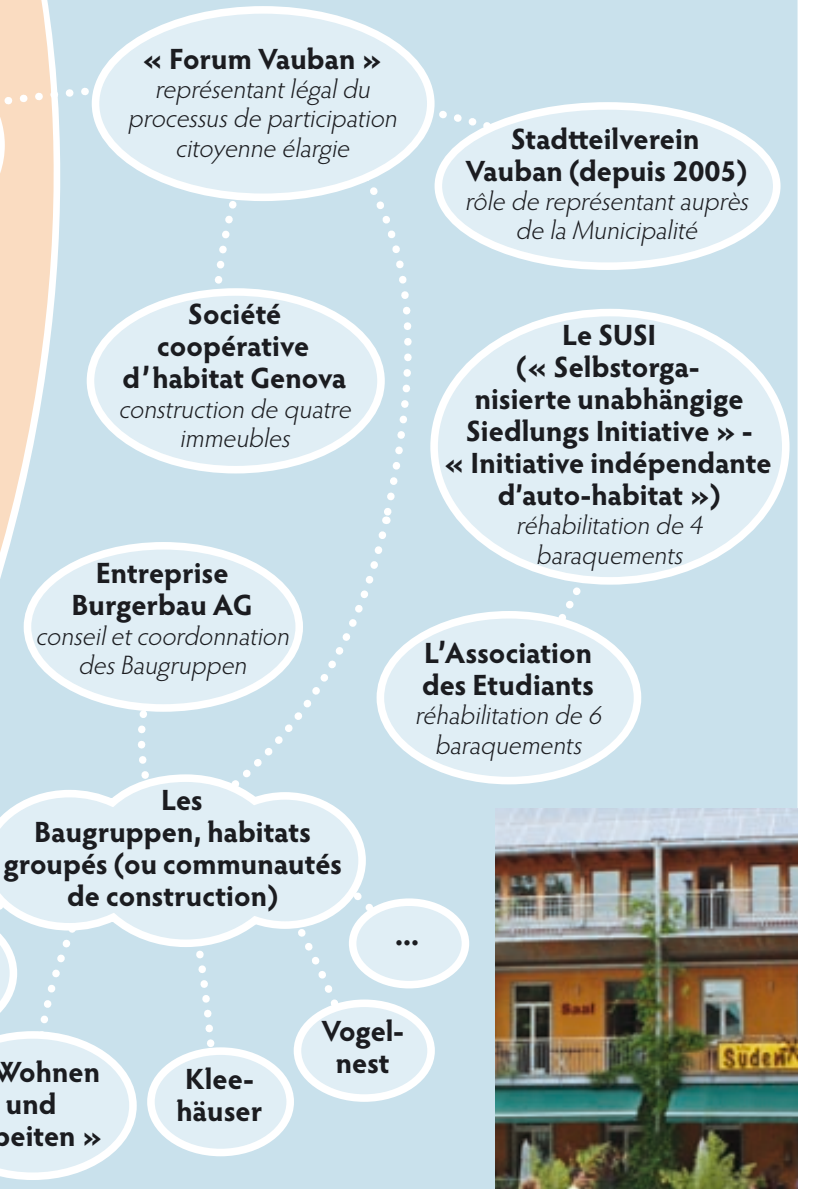 « Forum Vauban »
représentant légal du
processus de participation
citoyenne élargie
Stadtteilverein
Vauban (depuis 2005)
rôle de représentant auprès
de la Municipalité
Société
coopérative
d'habitat Genova
construction de quatre
immeubles
Le SUSI
(« Selbstorga-
nisierte unabhängige
Siedlungs Initiative » -
« Initiative indépendante
d'auto-habitat »)
réhabilitation de 4
baraquements
Entreprise
Burgerbau AG
conseil et coordonnation
des Baugruppen
L'Association
des Etudiants
réhabilitation de 6
baraquements
Les
Baugruppen, habitats
groupés (ou communautés
de construction)
...
Vogel-
nest
Klee-
häuser
Wohnen
und
beiten »
Saal
Süden